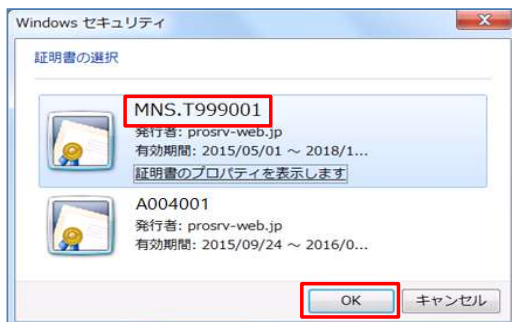 Windows セキュリティ
証明書の選択
MNS.T999001
発行者: prosrv-web.jp
有効期間: 2015/05/01 ～ 2018/1...
証明書のプロパティを表示します
A004001
発行者: prosrv-web.jp
有効期間: 2015/09/24 ～ 2016/0...
OK
キャンセル